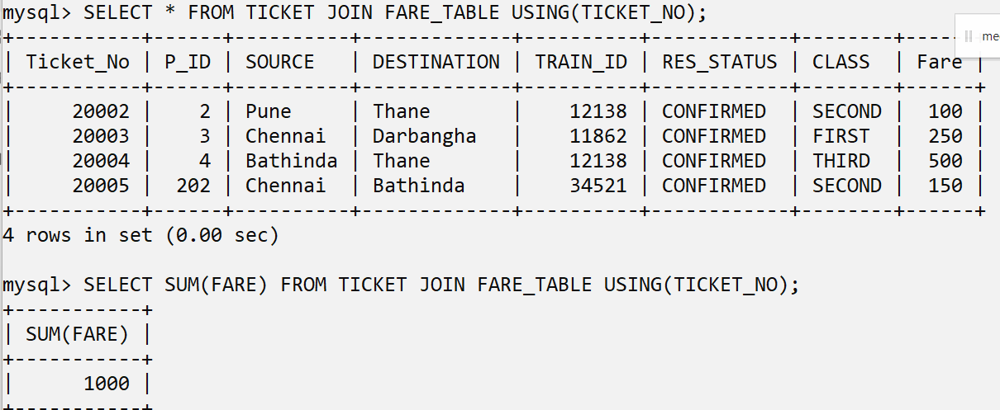 mysql> SELECT * FROM TICKET JOIN FARE_TABLE USING(TICKET_NO);
+-----------+------+----------+-------------+----------+------------+--------+------+
| Ticket_No | P_ID | SOURCE   | DESTINATION | TRAIN_ID | RES_STATUS | CLASS  | Fare |
+-----------+------+----------+-------------+----------+------------+--------+------+
|     20002 |    2 | Pune     | Thane       |    12138 | CONFIRMED  | SECOND |  100 |
|     20003 |    3 | Chennai  | Darbangha   |    11862 | CONFIRMED  | FIRST  |  250 |
|     20004 |    4 | Bathinda | Thane       |    12138 | CONFIRMED  | THIRD  |  500 |
|     20005 |  202 | Chennai  | Bathinda    |    34521 | CONFIRMED  | SECOND |  150 |
+-----------+------+----------+-------------+----------+------------+--------+------+
4 rows in set (0.00 sec)
mysql> SELECT SUM(FARE) FROM TICKET JOIN FARE_TABLE USING(TICKET_NO);
+-----------+
| SUM(FARE) |
+-----------+
|      1000 |
+-----------+